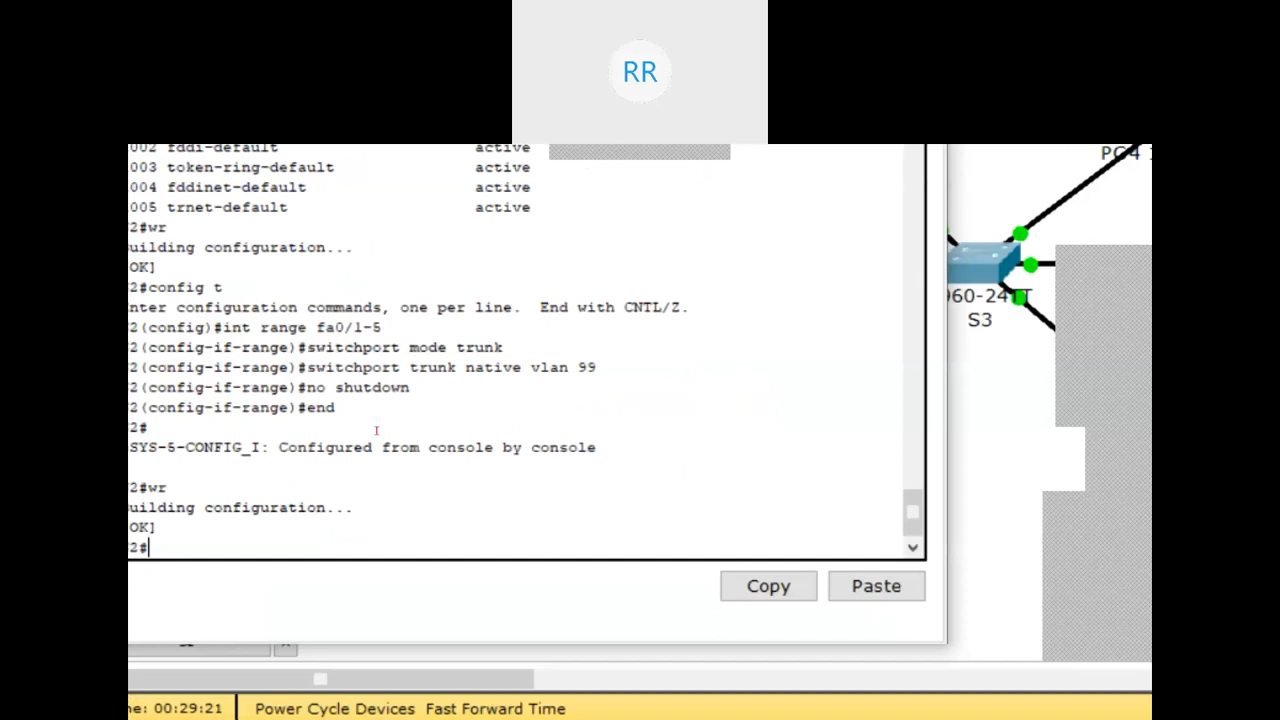 RR
002 fddi-default active
003 token-ring-default active
004 fddinet-default active
005 trnet-default active
2#wr
uilding configuration...
OK]
2#config t
nter configuration commands, one per line. End with CNTL/Z.
2(config)#int range fa0/1-5
2(config-if-range)#switchport mode trunk
2(config-if-range)#switchport trunk native vlan 99
2(config-if-range)#no shutdown
2(config-if-range)#end
2#
SYS-5-CONFIG_I: Configured from console by console
2#wr
uilding configuration...
OK]
2#
Copy Paste
PC4 1
960-24TT
S3
ne: 00:29:21 Power Cycle Devices Fast Forward Time